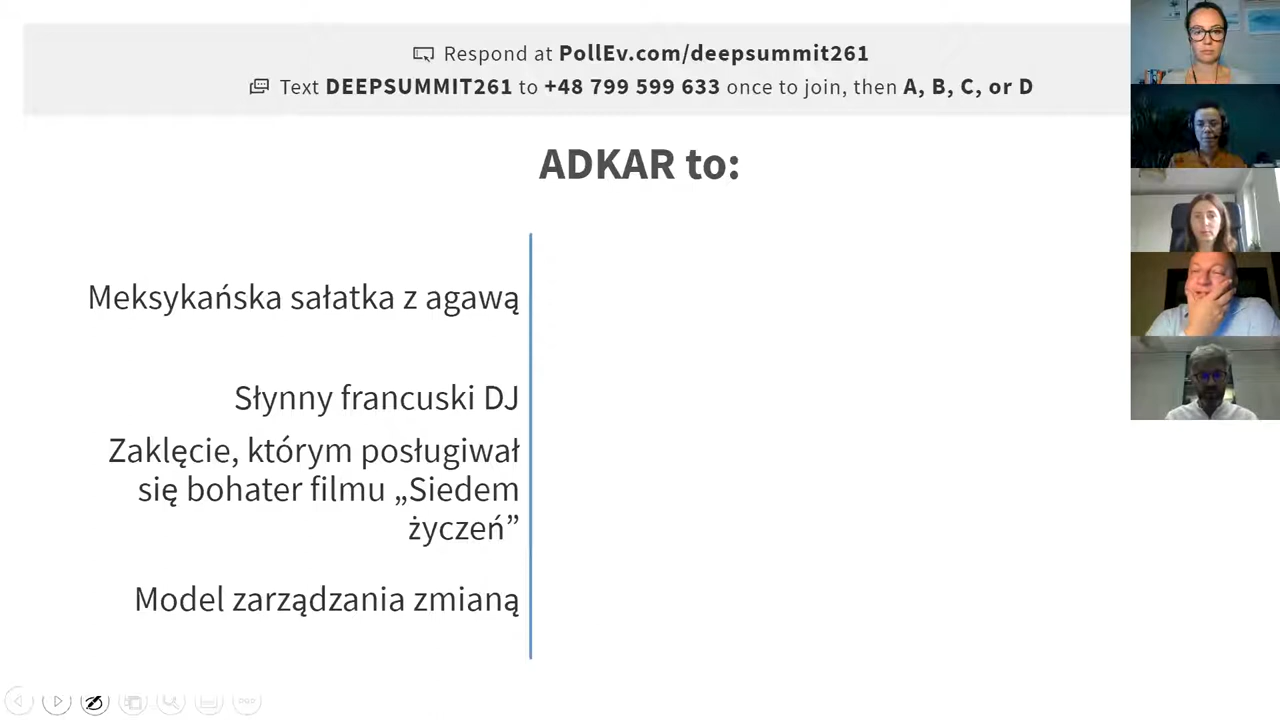 Respond at PollEv.com/deepsummit261
Text DEEPSUMMIT261 to +48 799 599 633 once to join, then A, B, C, or D
ADKAR to:
Meksykańska sałatka z agawą
Słynny francuski DJ
Zaklęcie, którym posługiwał
się bohater filmu „Siedem
życzeń”
Model zarządzania zmianą